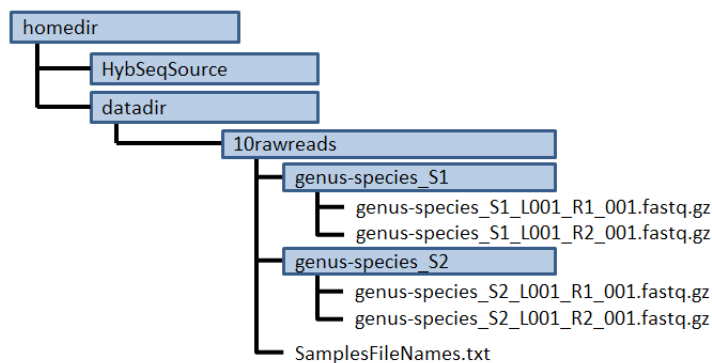 homedir
HybSeqSource
datadir
10rawreads
genus-species_S1
genus-species_S1_L001_R1_001.fastq.gz
genus-species_S1_L001_R2_001.fastq.gz
genus-species_S2
genus-species_S2_L001_R1_001.fastq.gz
genus-species_S2_L001_R2_001.fastq.gz
SamplesFileNames.txt